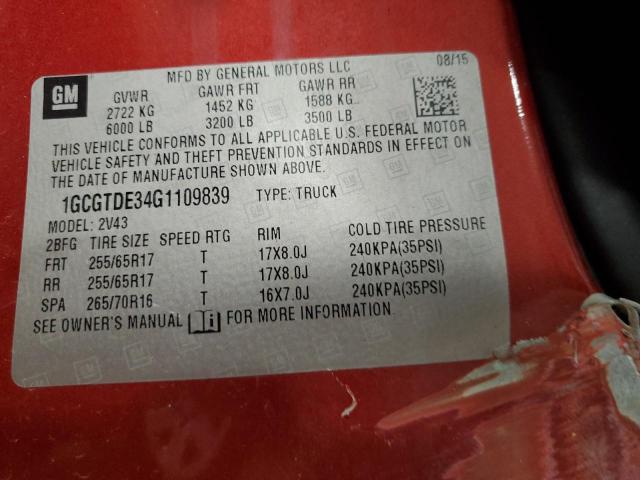 GM
MFD BY GENERAL MOTORS LLC
08/15
GVWR GAWR FRT GAWR RR
2722 KG 1452 KG 1588 KG
6000 LB 3200 LB 3500 LB
THIS VEHICLE CONFORMS TO ALL APPLICABLE U.S. FEDERAL MOTOR
VEHICLE SAFETY AND THEFT PREVENTION STANDARDS IN EFFECT ON
THE DATE OF MANUFACTURE SHOWN ABOVE.
1GCGTDE34G1109839 TYPE: TRUCK
MODEL: 2V43
2BFG TIRE SIZE SPEED RTG RIM COLD TIRE PRESSURE
FRT 255/65R17 T 17X8.0J 240KPA(35PSI)
RR 255/65R17 T 17X8.0J 240KPA(35PSI)
SPA 265/70R16 T 16X7.0J 240KPA(35PSI)
SEE OWNER'S MANUAL i FOR MORE INFORMATION.